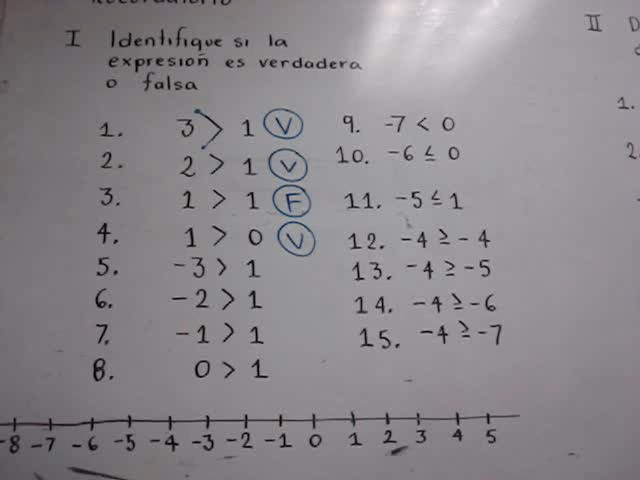 I Identifique si la
expresión es verdadera
o falsa
1. 3 > 1 V
2. 2 > 1 V
3. 1 > 1 F
4. 1 > 0 V
5. -3 > 1
6. -2 > 1
7. -1 > 1
8. 0 > 1
9. -7 < 0
10. -6 ≤ 0
11. -5 ≤ 1
12. -4 ≥ -4
13. -4 ≥ -5
14. -4 ≥ -6
15. -4 ≥ -7
II D
1.
2.
-8 -7 -6 -5 -4 -3 -2 -1 0 1 2 3 4 5